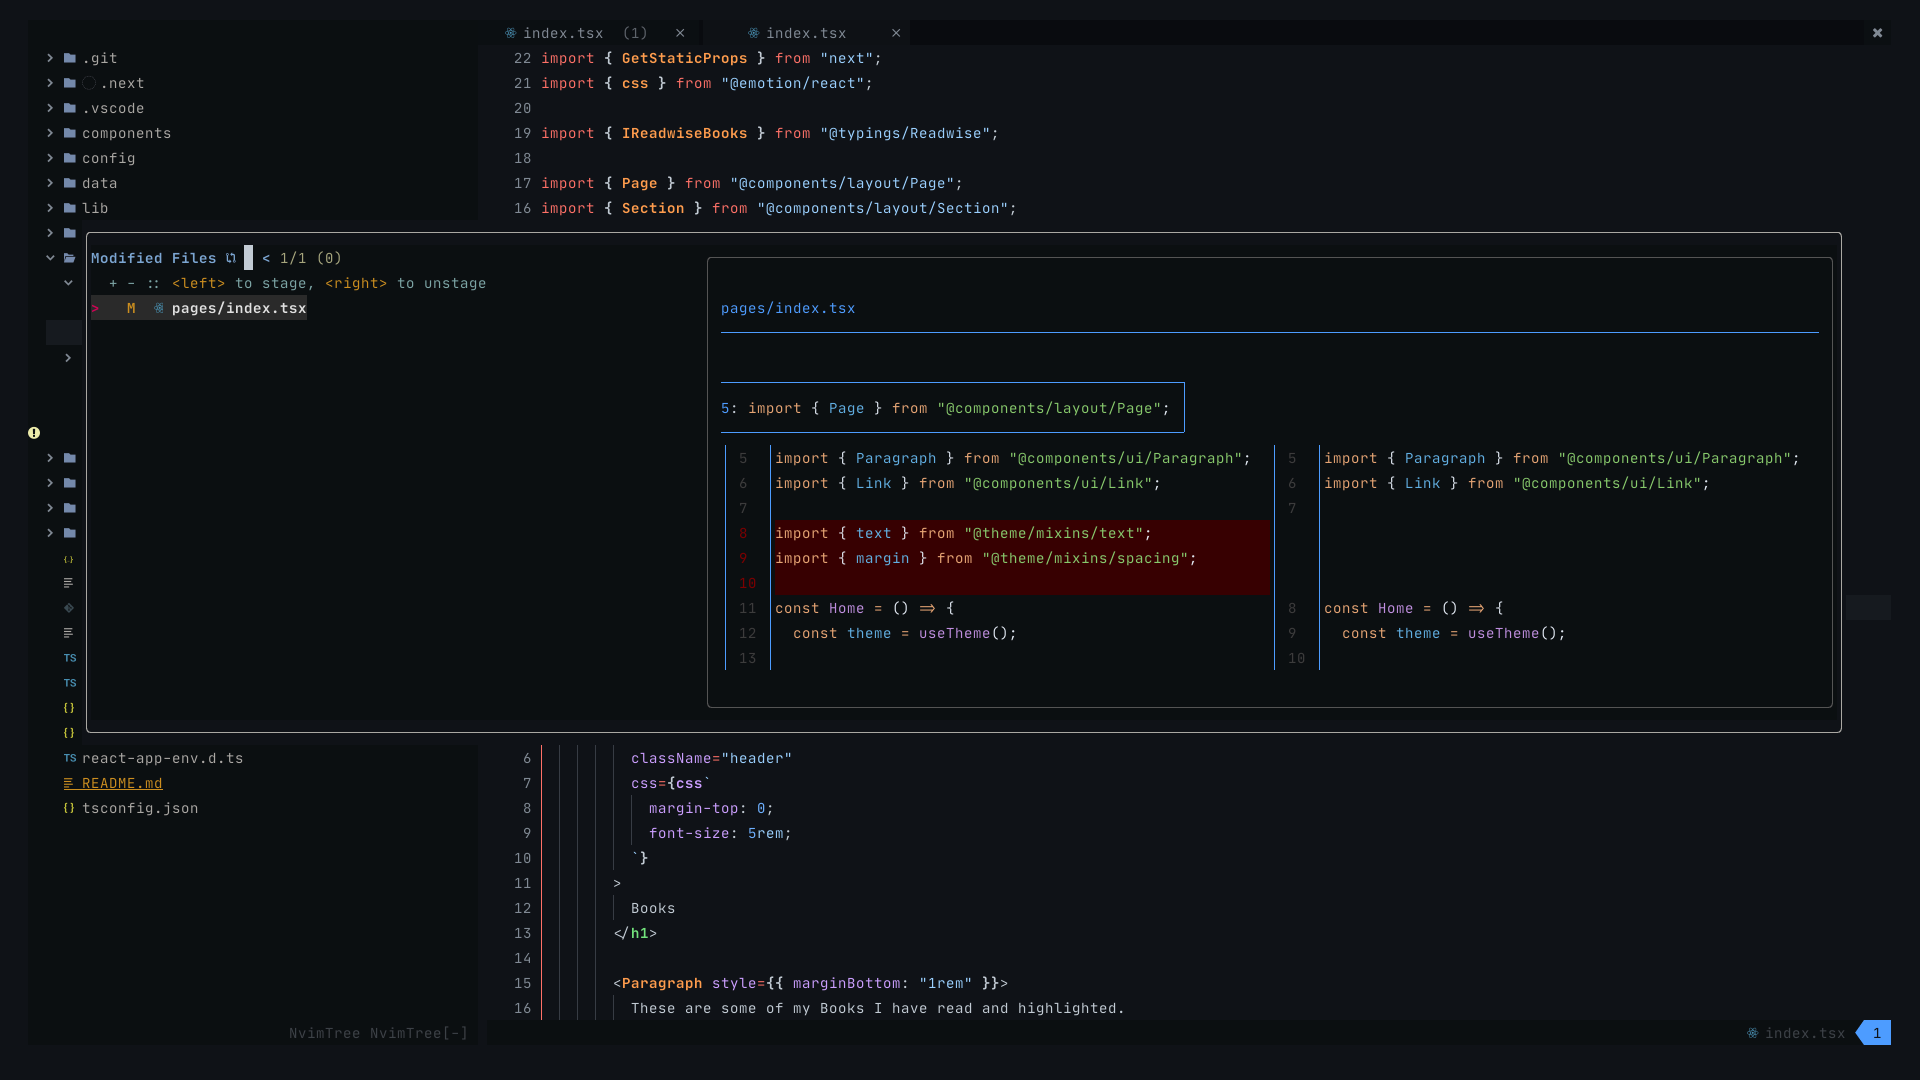 index.tsx (1) × index.tsx × ✖
.git
.next
.vscode
components
config
data
lib
22 import { GetStaticProps } from "next";
21 import { css } from "@emotion/react";
20
19 import { IReadwiseBooks } from "@typings/Readwise";
18
17 import { Page } from "@components/layout/Page";
16 import { Section } from "@components/layout/Section";
Modified Files < 1/1 (0)
+ - :: <left> to stage, <right> to unstage
> M pages/index.tsx
pages/index.tsx
5: import { Page } from "@components/layout/Page";
5 import { Paragraph } from "@components/ui/Paragraph";
6 import { Link } from "@components/ui/Link";
7
8 import { text } from "@theme/mixins/text";
9 import { margin } from "@theme/mixins/spacing";
10
11 const Home = () => {
12 const theme = useTheme();
13
5 import { Paragraph } from "@components/ui/Paragraph";
6 import { Link } from "@components/ui/Link";
7
8 const Home = () => {
9 const theme = useTheme();
10
{.}
TS
TS
{}
{}
TS react-app-env.d.ts
README.md
{} tsconfig.json
6 className="header"
7 css={css`
8 margin-top: 0;
9 font-size: 5rem;
10 `}
11 >
12 Books
13 </h1>
14
15 <Paragraph style={{ marginBottom: "1rem" }}>
16 These are some of my Books I have read and highlighted.
NvimTree NvimTree[-]
index.tsx 1